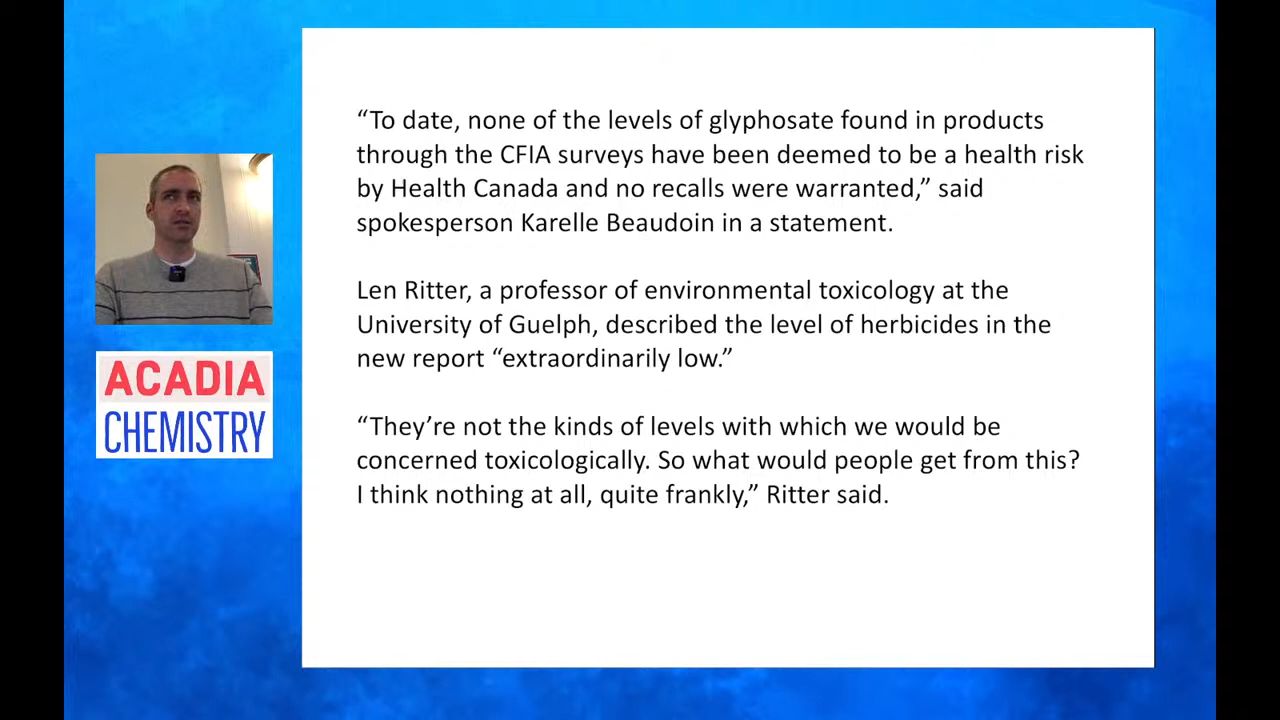 “To date, none of the levels of glyphosate found in products
through the CFIA surveys have been deemed to be a health risk
by Health Canada and no recalls were warranted,” said
spokesperson Karelle Beaudoin in a statement.
Len Ritter, a professor of environmental toxicology at the
University of Guelph, described the level of herbicides in the
new report “extraordinarily low.”
“They’re not the kinds of levels with which we would be
concerned toxicologically. So what would people get from this?
I think nothing at all, quite frankly,” Ritter said.
ACADIA
CHEMISTRY